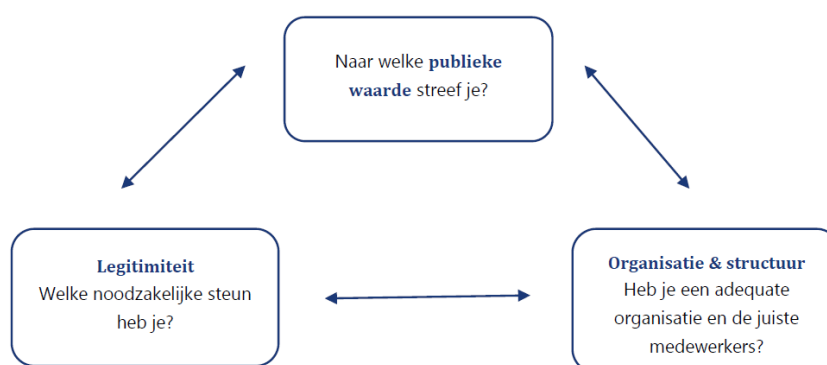 Naar welke publieke
waarde streef je?
Legitimiteit
Welke noodzakelijke steun
heb je?
Organisatie & structuur
Heb je een adequate
organisatie en de juiste
medewerkers?